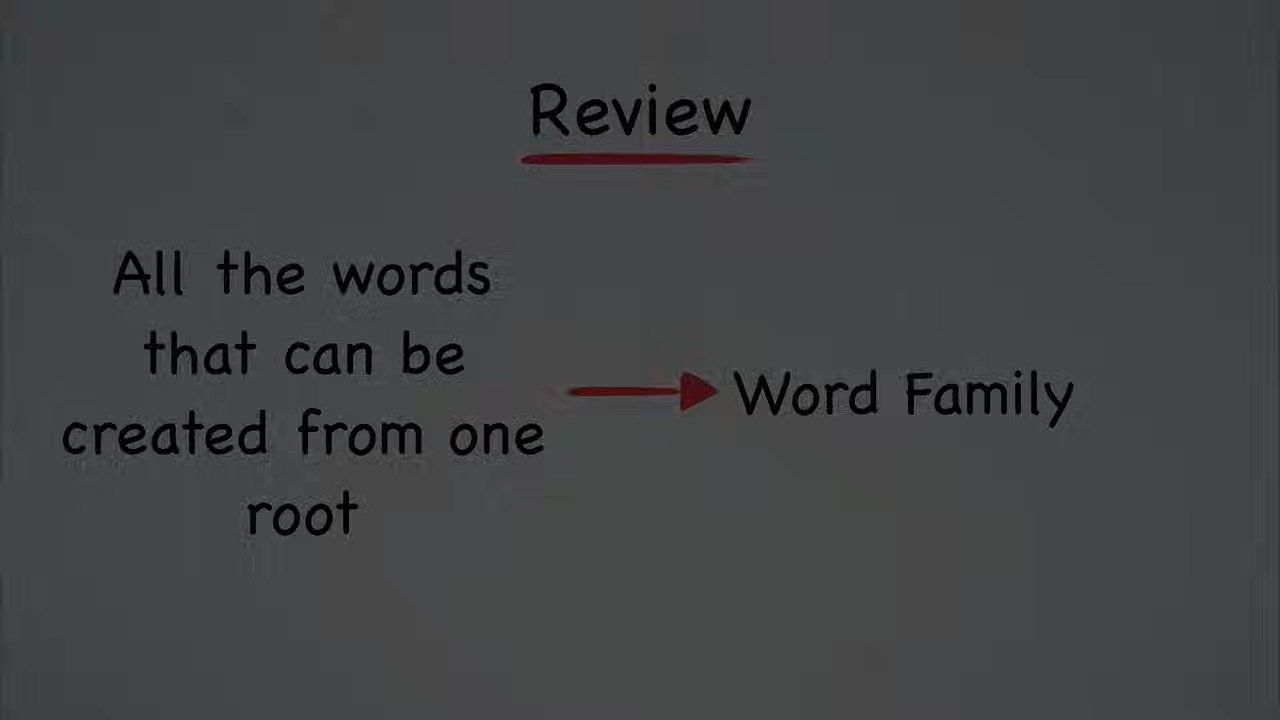 Review
All the words
that can be
created from one
root
Word Family